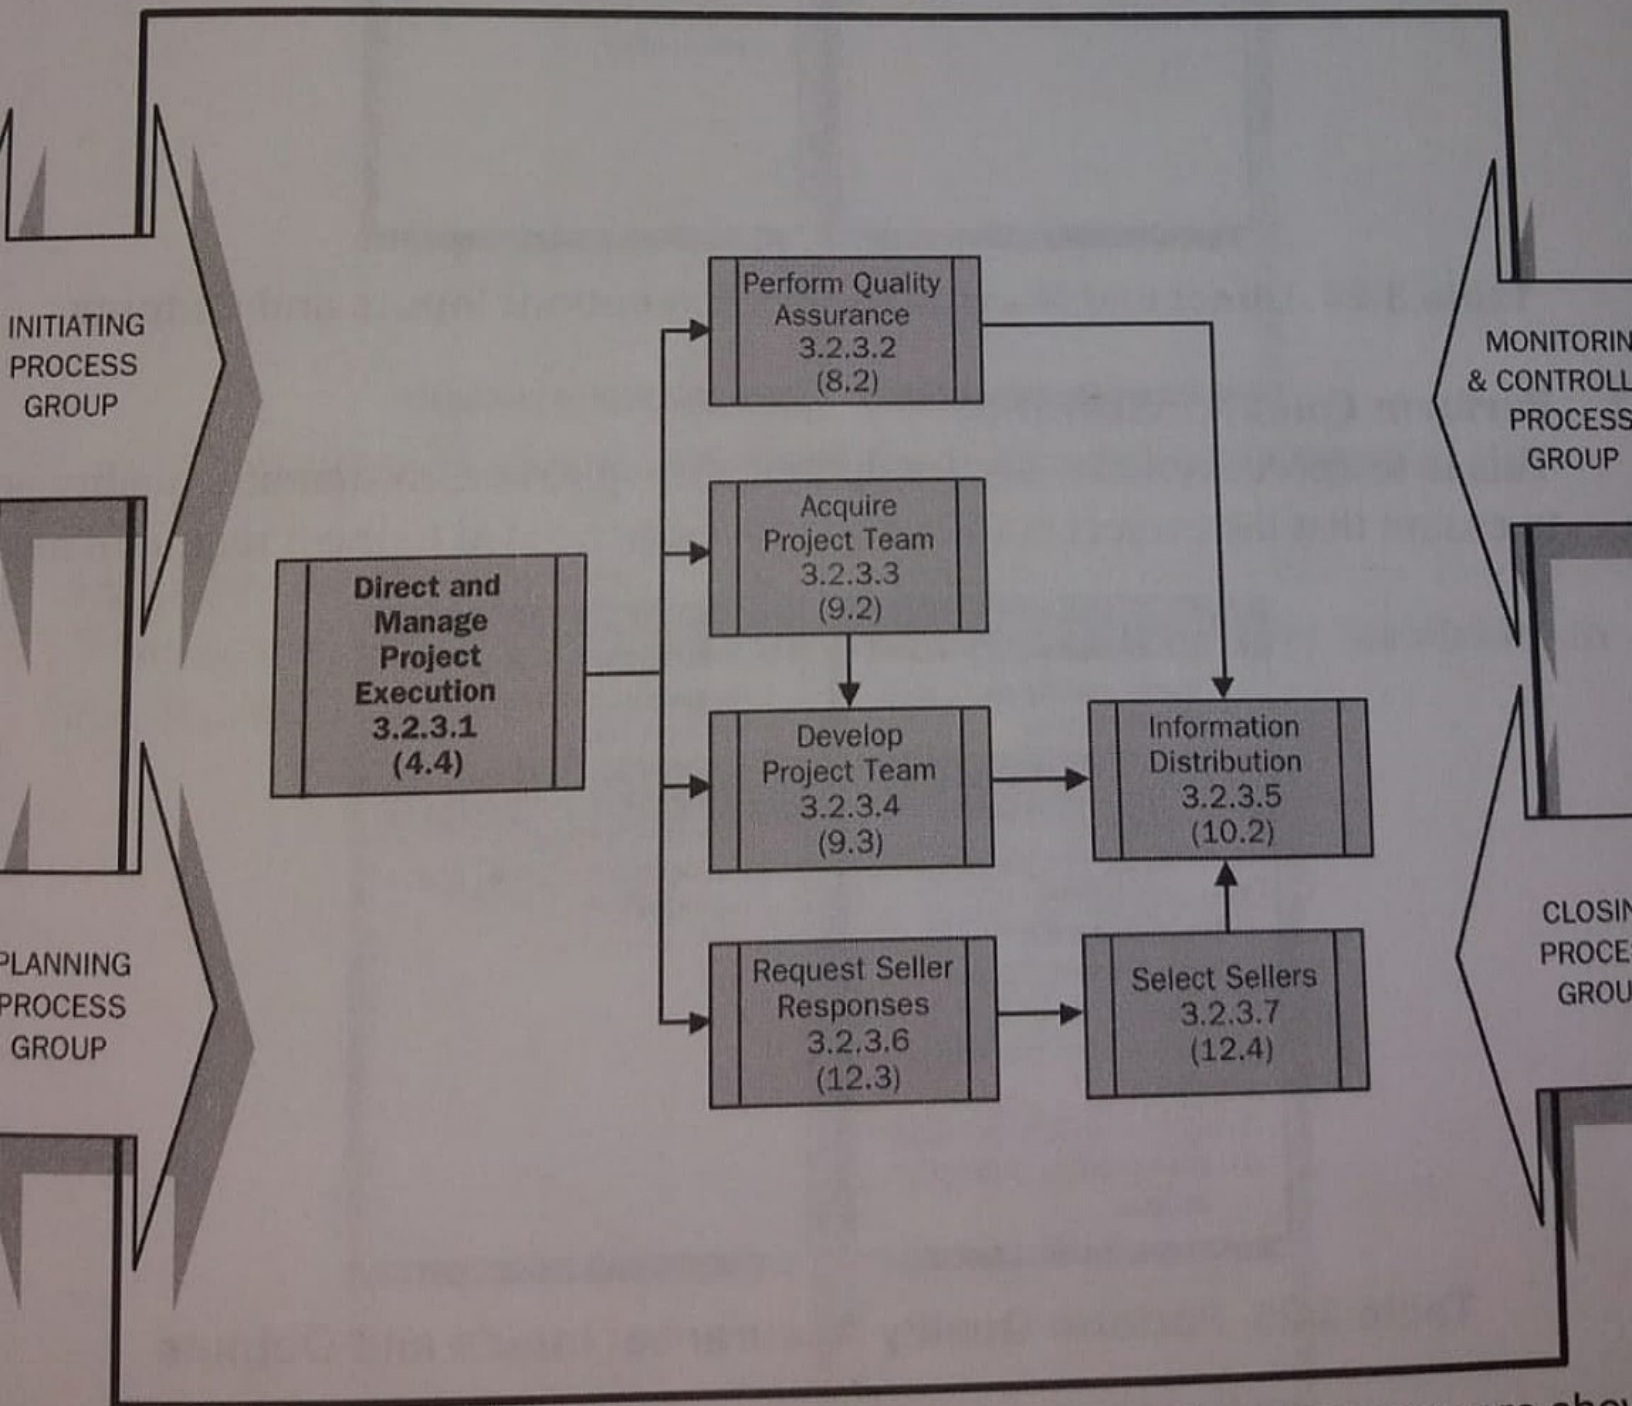 INITIATING
PROCESS
GROUP
PLANNING
PROCESS
GROUP
Direct and
Manage
Project
Execution
3.2.3.1
(4.4)
Perform Quality
Assurance
3.2.3.2
(8.2)
Acquire
Project Team
3.2.3.3
(9.2)
Develop
Project Team
3.2.3.4
(9.3)
Request Seller
Responses
3.2.3.6
(12.3)
Information
Distribution
3.2.3.5
(10.2)
Select Sellers
3.2.3.7
(12.4)
MONITORIN
& CONTROLL
PROCESS
GROUP
CLOSIN
PROCE
GROU